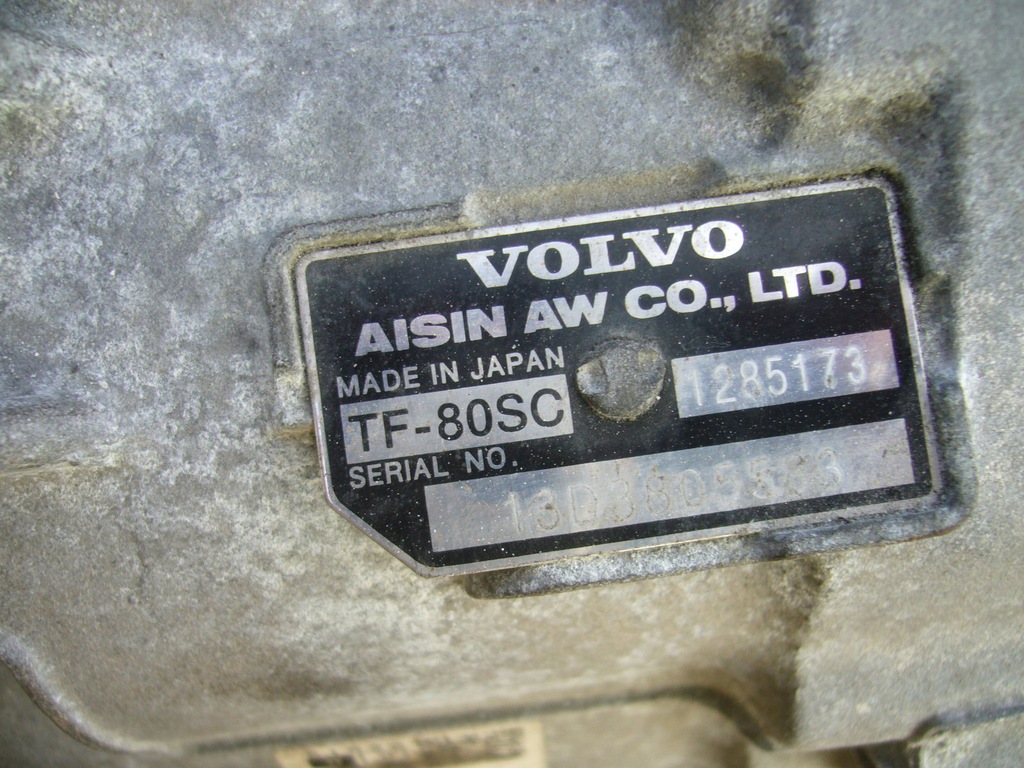 VOLVO
AISIN AW CO., LTD.
MADE IN JAPAN
TF-80SC 1285173
SERIAL NO.